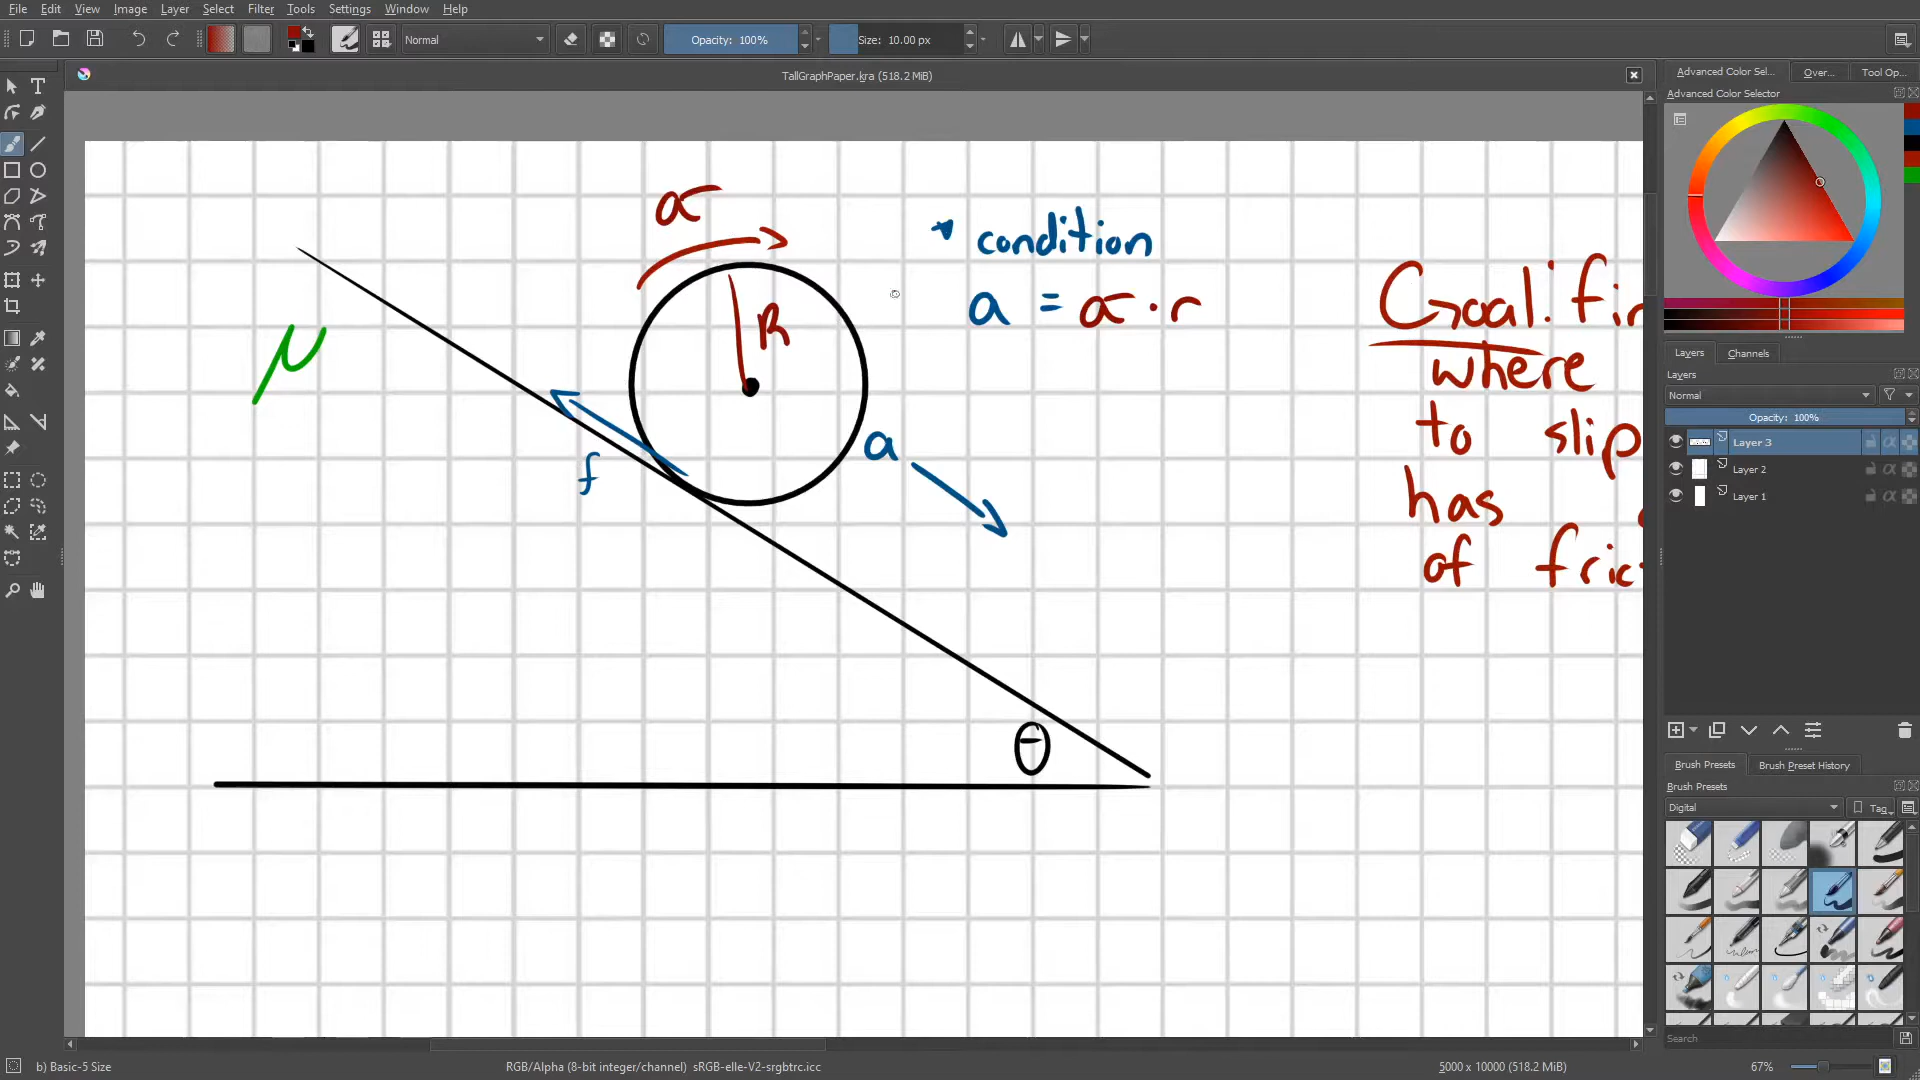 File Edit View Image Layer Select Filter Tools Settings Window Help
Normal
Opacity: 100%
Size: 10.00 px
TallGraphPaper.kra (518.2 MiB)
Advanced Color Sel... Over... Tool Op...
Advanced Color Selector
α
* condition
a = α · r
R
μ
f
a
θ
Goal: fin
where
to slip
has
of fric
Layers Channels
Layers
Normal
Opacity: 100%
Layer 3
Layer 2
Layer 1
Brush Presets Brush Preset History
Brush Presets
Digital
Tag
Search
b) Basic-5 Size
RGB/Alpha (8-bit integer/channel) sRGB-elle-V2-srgbtrc.icc
5000 x 10000 (518.2 MiB)
67%